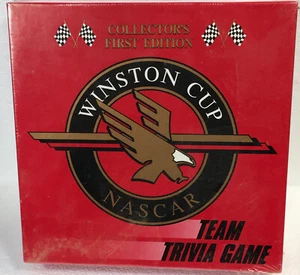 COLLECTOR'S
FIRST EDITION
WINSTON CUP
NASCAR
TEAM
TRIVIA GAME